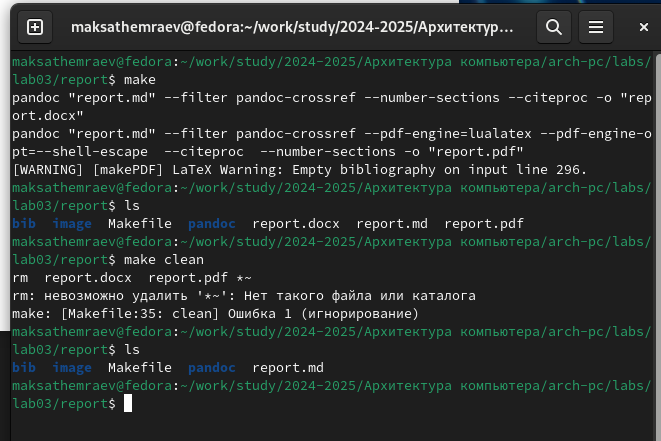 maksathemraev@fedora:~/work/study/2024-2025/Архитектур...
maksathemraev@fedora:~/work/study/2024-2025/Архитектура компьютера/arch-pc/labs/
lab03/report$ make
pandoc "report.md" --filter pandoc-crossref --number-sections --citeproc -o "rep
ort.docx"
pandoc "report.md" --filter pandoc-crossref --pdf-engine=lualatex --pdf-engine-o
pt=--shell-escape  --citeproc  --number-sections -o "report.pdf"
[WARNING] [makePDF] LaTeX Warning: Empty bibliography on input line 296.
maksathemraev@fedora:~/work/study/2024-2025/Архитектура компьютера/arch-pc/labs/
lab03/report$ ls
bib  image  Makefile  pandoc  report.docx  report.md  report.pdf
maksathemraev@fedora:~/work/study/2024-2025/Архитектура компьютера/arch-pc/labs/
lab03/report$ make clean
rm  report.docx  report.pdf *~
rm: невозможно удалить '*~': Нет такого файла или каталога
make: [Makefile:35: clean] Ошибка 1 (игнорирование)
maksathemraev@fedora:~/work/study/2024-2025/Архитектура компьютера/arch-pc/labs/
lab03/report$ ls
bib  image  Makefile  pandoc  report.md
maksathemraev@fedora:~/work/study/2024-2025/Архитектура компьютера/arch-pc/labs/
lab03/report$